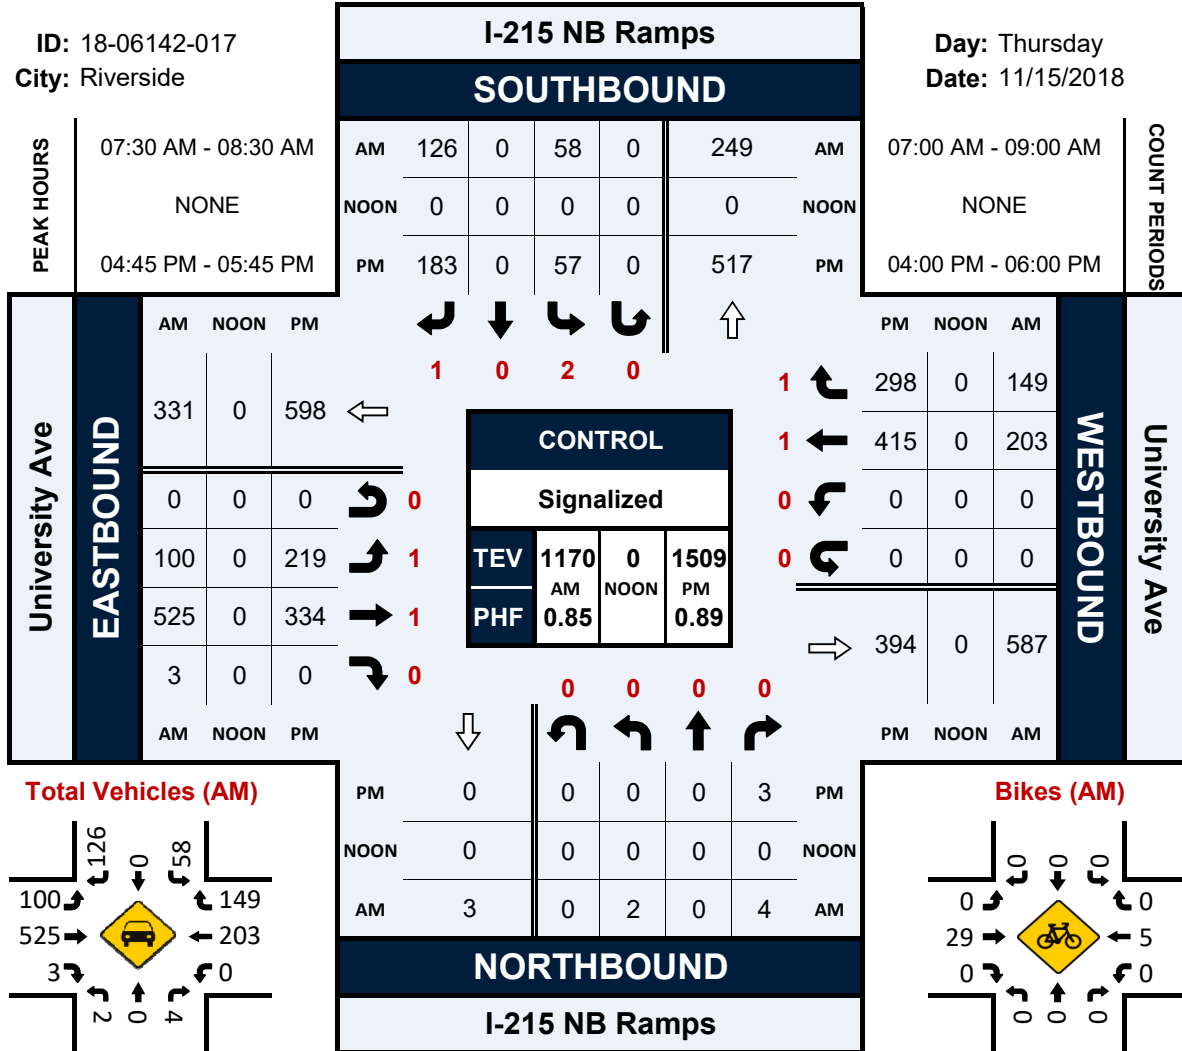 I-215 NB Ramps
ID: 18-06142-017
City: Riverside
Day: Thursday
Date: 11/15/2018
SOUTHBOUND
PEAK HOURS
07:30 AM - 08:30 AM
NONE
04:45 PM - 05:45 PM
AM 126 0 58 0 249 AM
NOON 0 0 0 0 0 NOON
PM 183 0 57 0 517 PM
07:00 AM - 09:00 AM
NONE
04:00 PM - 06:00 PM
COUNT PERIODS
1 0 2 0
University Ave
EASTBOUND
AM NOON PM
331 0 598
0 0 0 0
100 0 219 1
525 0 334 1
3 0 0 0
AM NOON PM
CONTROL
Signalized
TEV 1170 0 1509
AM NOON PM
PHF 0.85 0.89
PM NOON AM
1 298 0 149
1 415 0 203
0 0 0 0
0 0 0 0
394 0 587
PM NOON AM
WESTBOUND
University Ave
0 0 0 0
PM 0 0 0 0 3 PM
NOON 0 0 0 0 0 NOON
AM 3 0 2 0 4 AM
NORTHBOUND
I-215 NB Ramps
Total Vehicles (AM)
126 0 58
100 149
525 203
3 0
2 0 4
Bikes (AM)
0 0 0
0 0
29 5
0 0
0 0 0